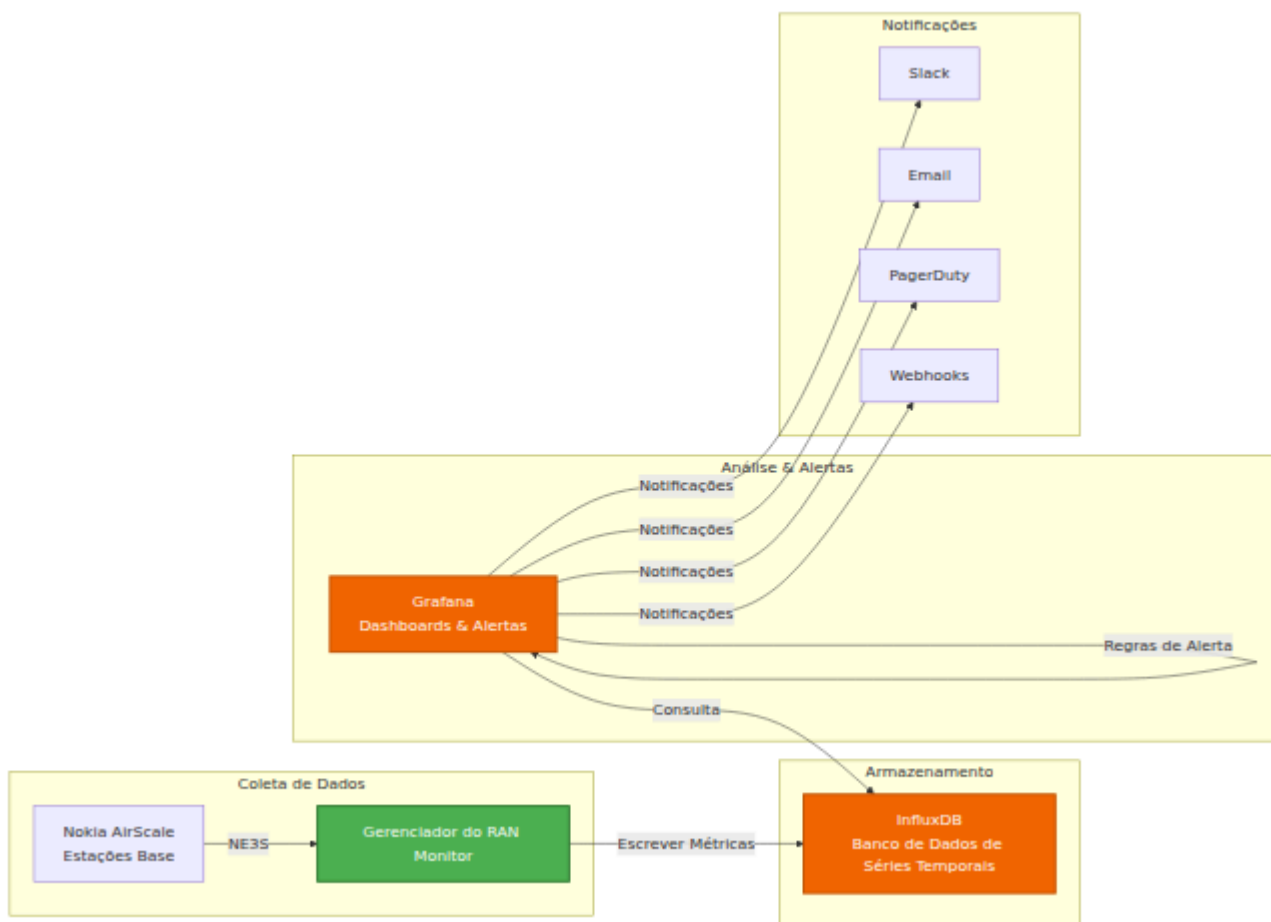 Notificações
Slack
Email
PagerDuty
Webhooks
Análise & Alertas
Notificações
Notificações
Notificações
Notificações
Grafana
Dashboards & Alertas
Regras de Alerta
Consulta
Coleta de Dados
Nokia AirScale
Estações Base
NE3S
Gerenciador do RAN
Monitor
Escrever Métricas
Armazenamento
InfluxDB
Banco de Dados de
Séries Temporais